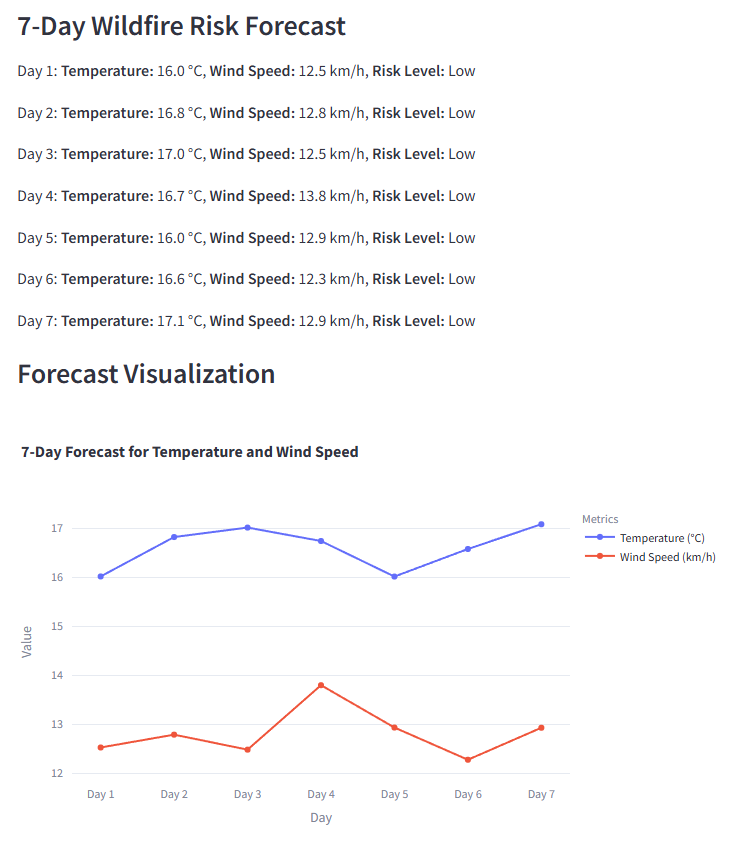 7-Day Wildfire Risk Forecast
Day 1: Temperature: 16.0 °C, Wind Speed: 12.5 km/h, Risk Level: Low
Day 2: Temperature: 16.8 °C, Wind Speed: 12.8 km/h, Risk Level: Low
Day 3: Temperature: 17.0 °C, Wind Speed: 12.5 km/h, Risk Level: Low
Day 4: Temperature: 16.7 °C, Wind Speed: 13.8 km/h, Risk Level: Low
Day 5: Temperature: 16.0 °C, Wind Speed: 12.9 km/h, Risk Level: Low
Day 6: Temperature: 16.6 °C, Wind Speed: 12.3 km/h, Risk Level: Low
Day 7: Temperature: 17.1 °C, Wind Speed: 12.9 km/h, Risk Level: Low
Forecast Visualization
7-Day Forecast for Temperature and Wind Speed
Metrics
Temperature (°C)
Wind Speed (km/h)
Value
17
16
15
14
13
12
Day 1 Day 2 Day 3 Day 4 Day 5 Day 6 Day 7
Day